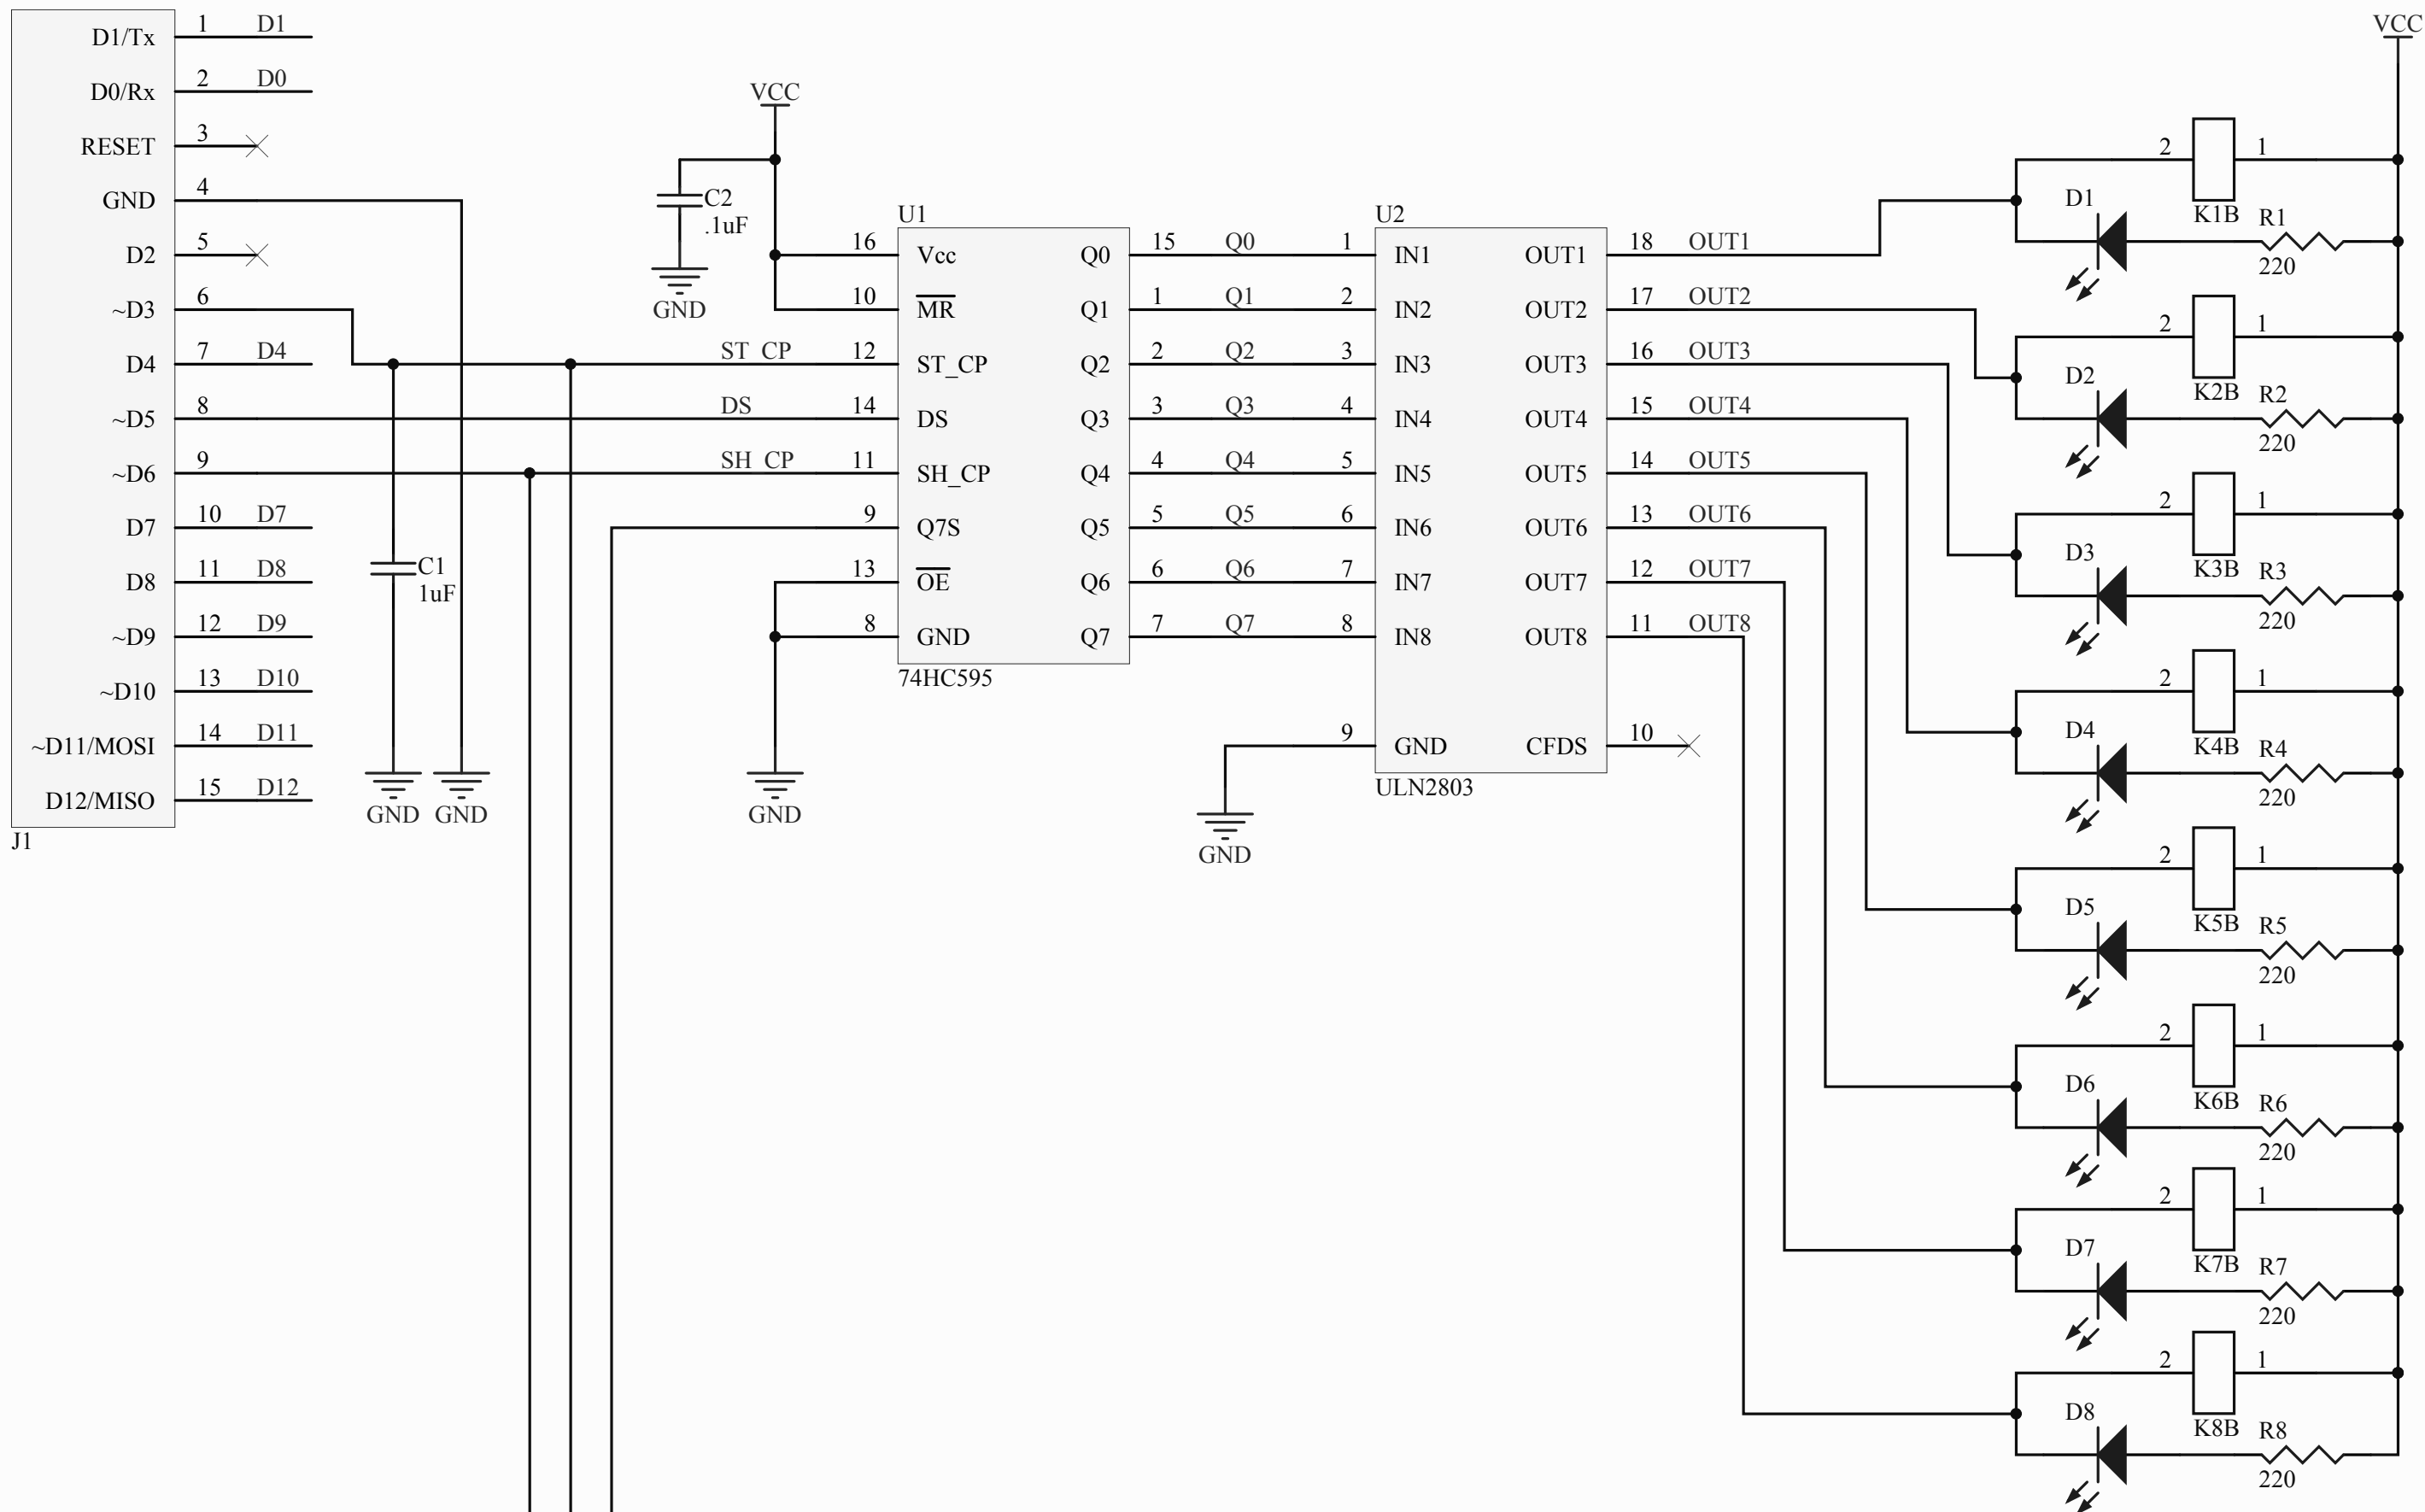 D1/Tx 1 D1
D0/Rx 2 D0
RESET 3
GND 4
D2 5
~D3 6
D4 7 D4
~D5 8
~D6 9
D7 10 D7
D8 11 D8
~D9 12 D9
~D10 13 D10
~D11/MOSI 14 D11
D12/MISO 15 D12
J1
C1
1uF
GND
GND
VCC
C2
.1uF
GND
ST_CP
DS
SH_CP
U1
16 Vcc Q0 15 Q0
10 MR Q1 1 Q1
12 ST_CP Q2 2 Q2
14 DS Q3 3 Q3
11 SH_CP Q4 4 Q4
9 Q7S Q5 5 Q5
13 OE Q6 6 Q6
8 GND Q7 7 Q7
74HC595
GND
U2
1 IN1 OUT1 18 OUT1
2 IN2 OUT2 17 OUT2
3 IN3 OUT3 16 OUT3
4 IN4 OUT4 15 OUT4
5 IN5 OUT5 14 OUT5
6 IN6 OUT6 13 OUT6
7 IN7 OUT7 12 OUT7
8 IN8 OUT8 11 OUT8
9 GND CFDS 10
ULN2803
GND
VCC
2 1
D1 K1B R1
220
2 1
D2 K2B R2
220
2 1
D3 K3B R3
220
2 1
D4 K4B R4
220
2 1
D5 K5B R5
220
2 1
D6 K6B R6
220
2 1
D7 K7B R7
220
2 1
D8 K8B R8
220